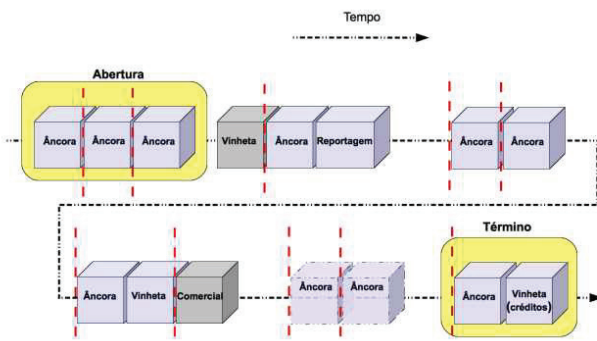 Tempo
Abertura
Âncora
Âncora
Âncora
Vinheta
Âncora
Reportagem
Âncora
Âncora
Âncora
Vinheta
Comercial
Âncora
Âncora
Término
Âncora
Vinheta
(créditos)